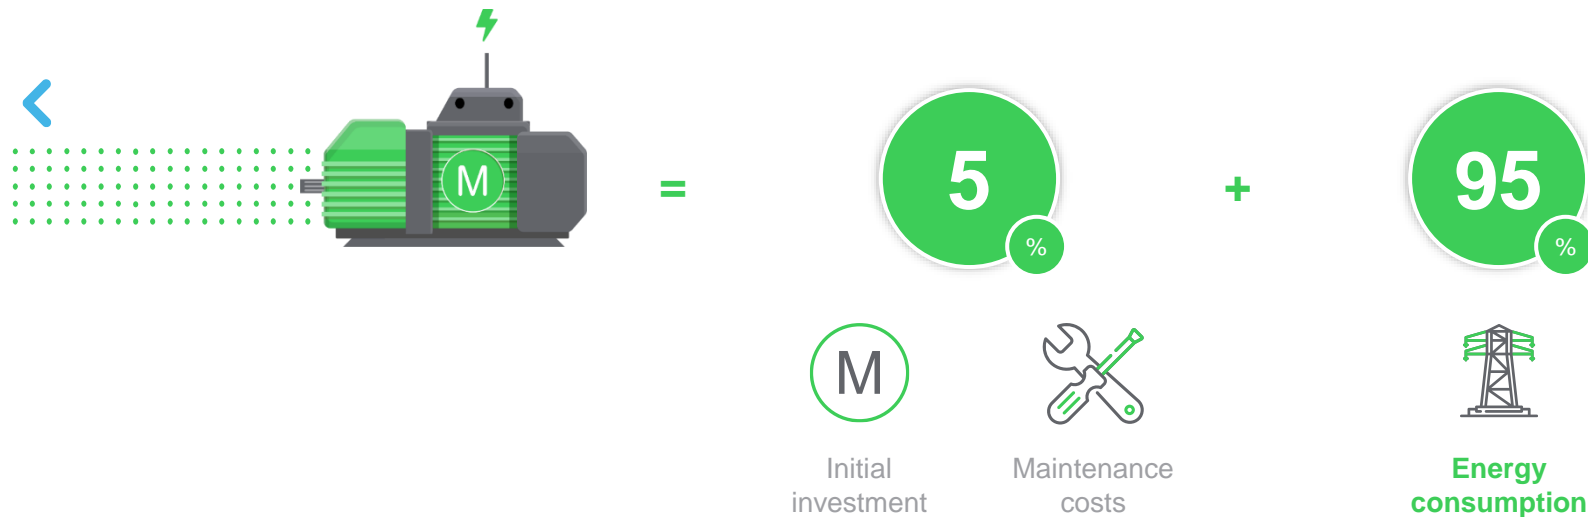 M
=
5
%
+
95
%
M
Initial
investment
Maintenance
costs
Energy
consumption